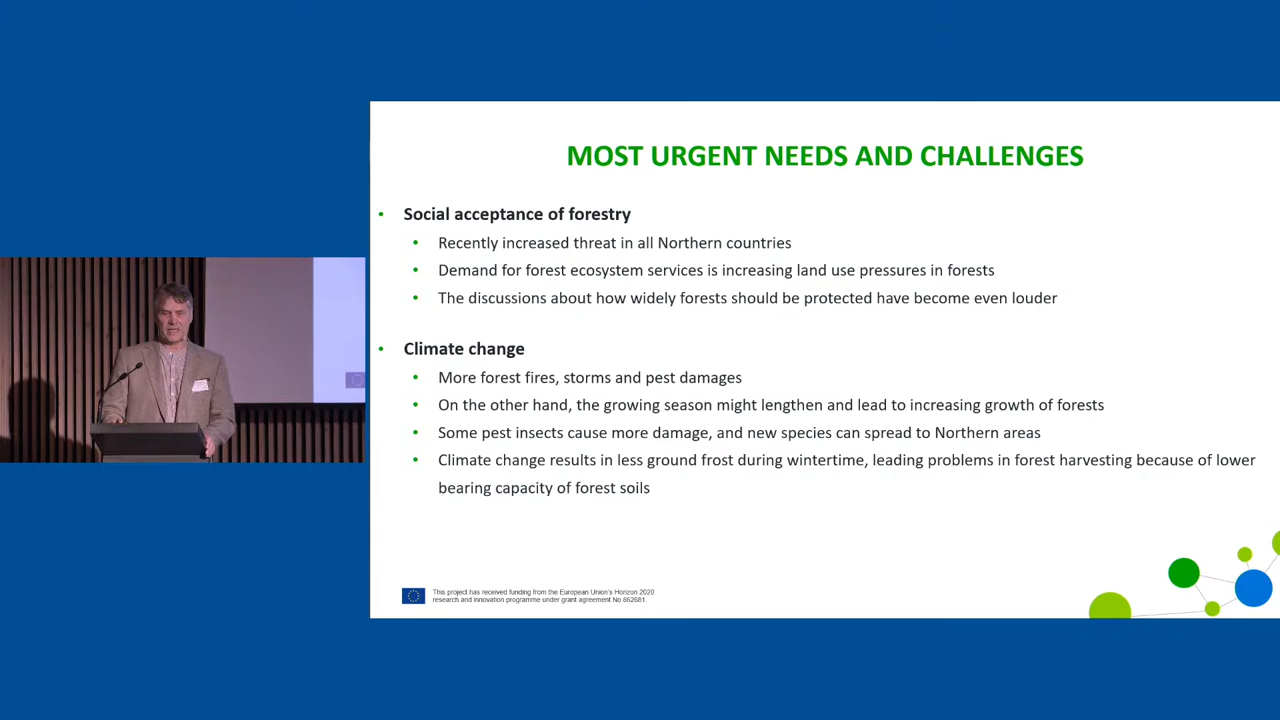 MOST URGENT NEEDS AND CHALLENGES
• Social acceptance of forestry
• Recently increased threat in all Northern countries
• Demand for forest ecosystem services is increasing land use pressures in forests
• The discussions about how widely forests should be protected have become even louder
• Climate change
• More forest fires, storms and pest damages
• On the other hand, the growing season might lengthen and lead to increasing growth of forests
• Some pest insects cause more damage, and new species can spread to Northern areas
• Climate change results in less ground frost during wintertime, leading problems in forest harvesting because of lower
bearing capacity of forest soils
This project has received funding from the European Union's Horizon 2020
research and innovation programme under grant agreement No 862681.